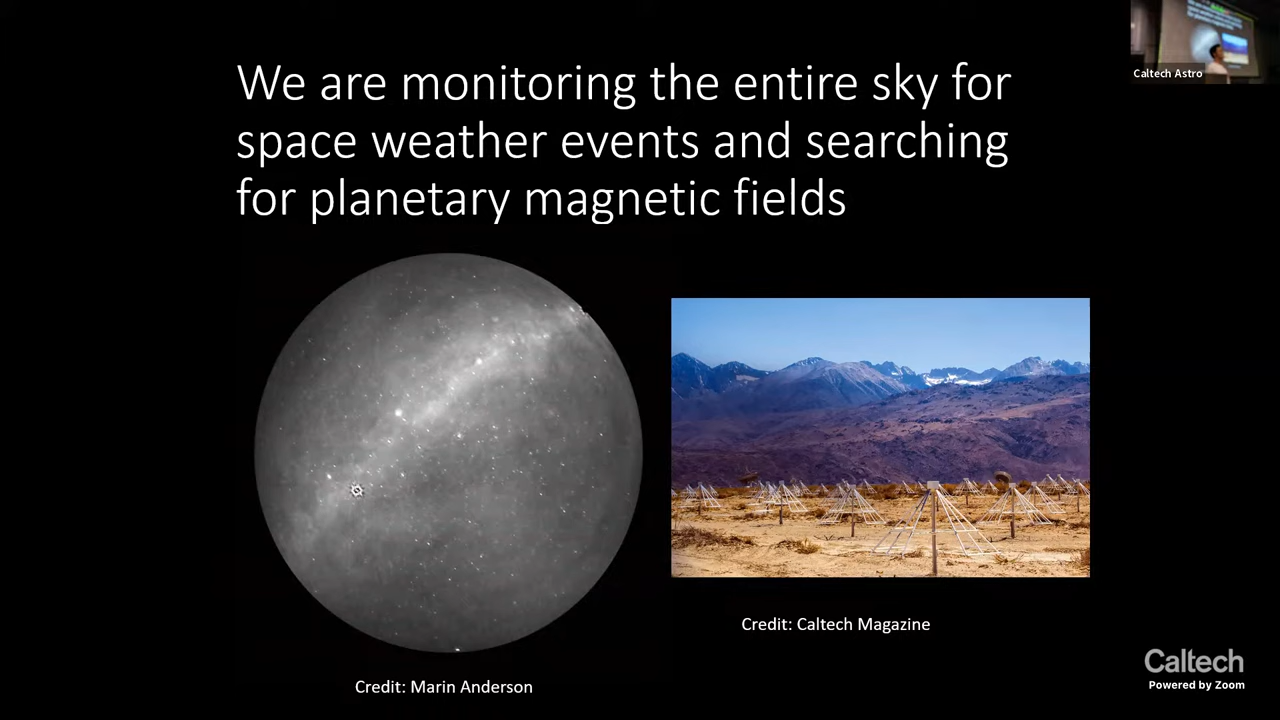 We are monitoring the entire sky for
space weather events and searching
for planetary magnetic fields
Caltech Astro
Credit: Caltech Magazine
Credit: Marin Anderson
Caltech
Powered by Zoom